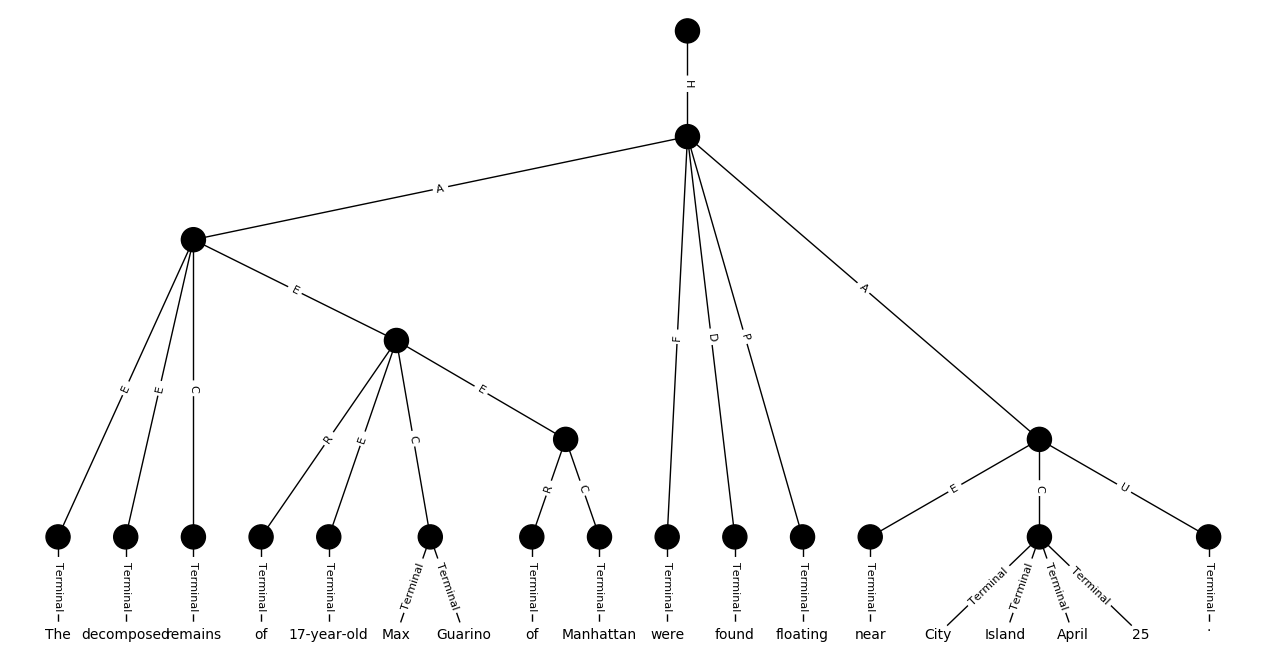 H
A
E
A
E
E
C
E
F
D
P
R
E
C
R
C
E
C
U
Terminal Terminal Terminal Terminal Terminal Terminal Terminal Terminal Terminal Terminal Terminal Terminal Terminal Terminal Terminal Terminal Terminal Terminal
The decomposed remains of 17-year-old Max Guarino of Manhattan were found floating near City Island April 25 .